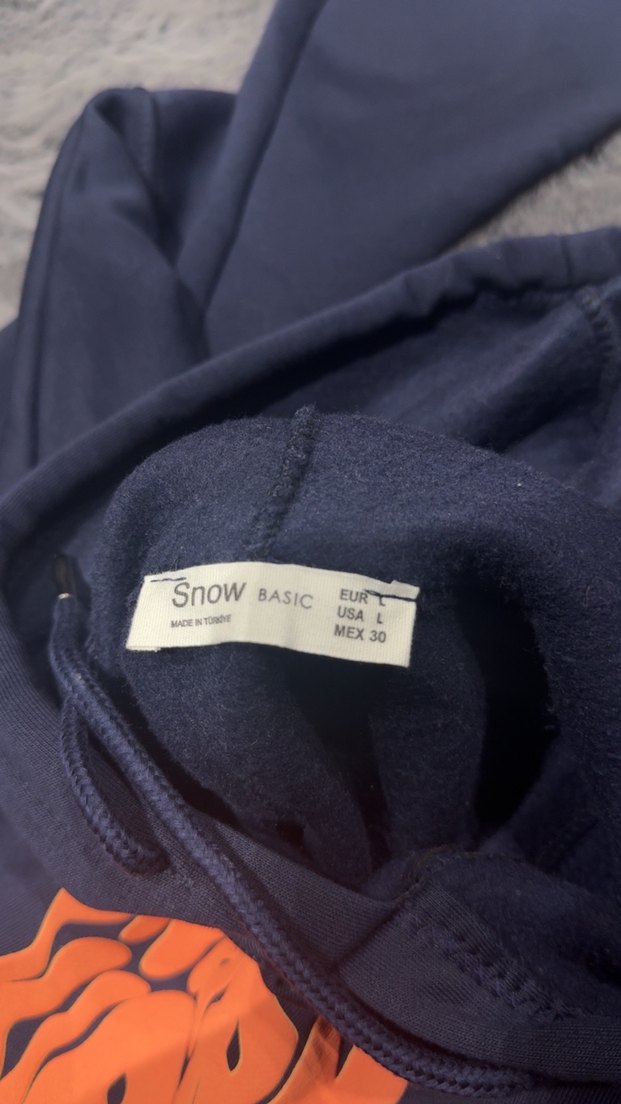 Snow BASIC
MADE IN TÜRKİYE
EUR L
USA L
MEX 30